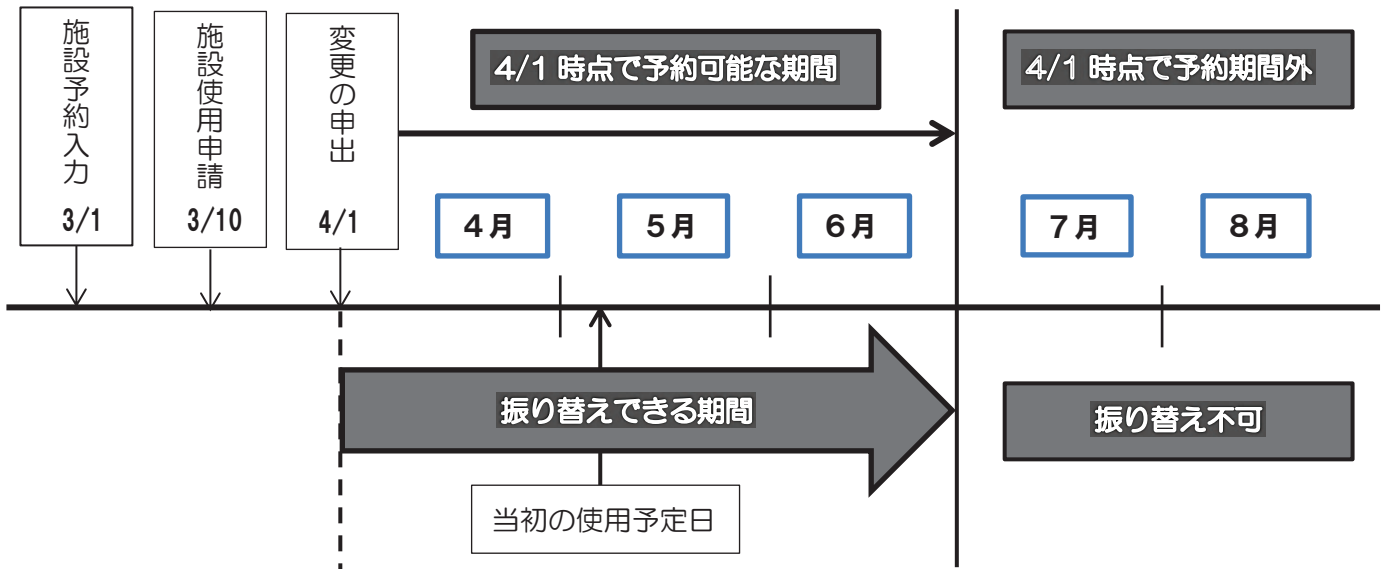 施設予約入力
3/1
施設使用申請
3/10
変更の申出
4/1
4/1 時点で予約可能な期間
4/1 時点で予約期間外
4月
5月
6月
7月
8月
振り替えできる期間
振り替え不可
当初の使用予定日